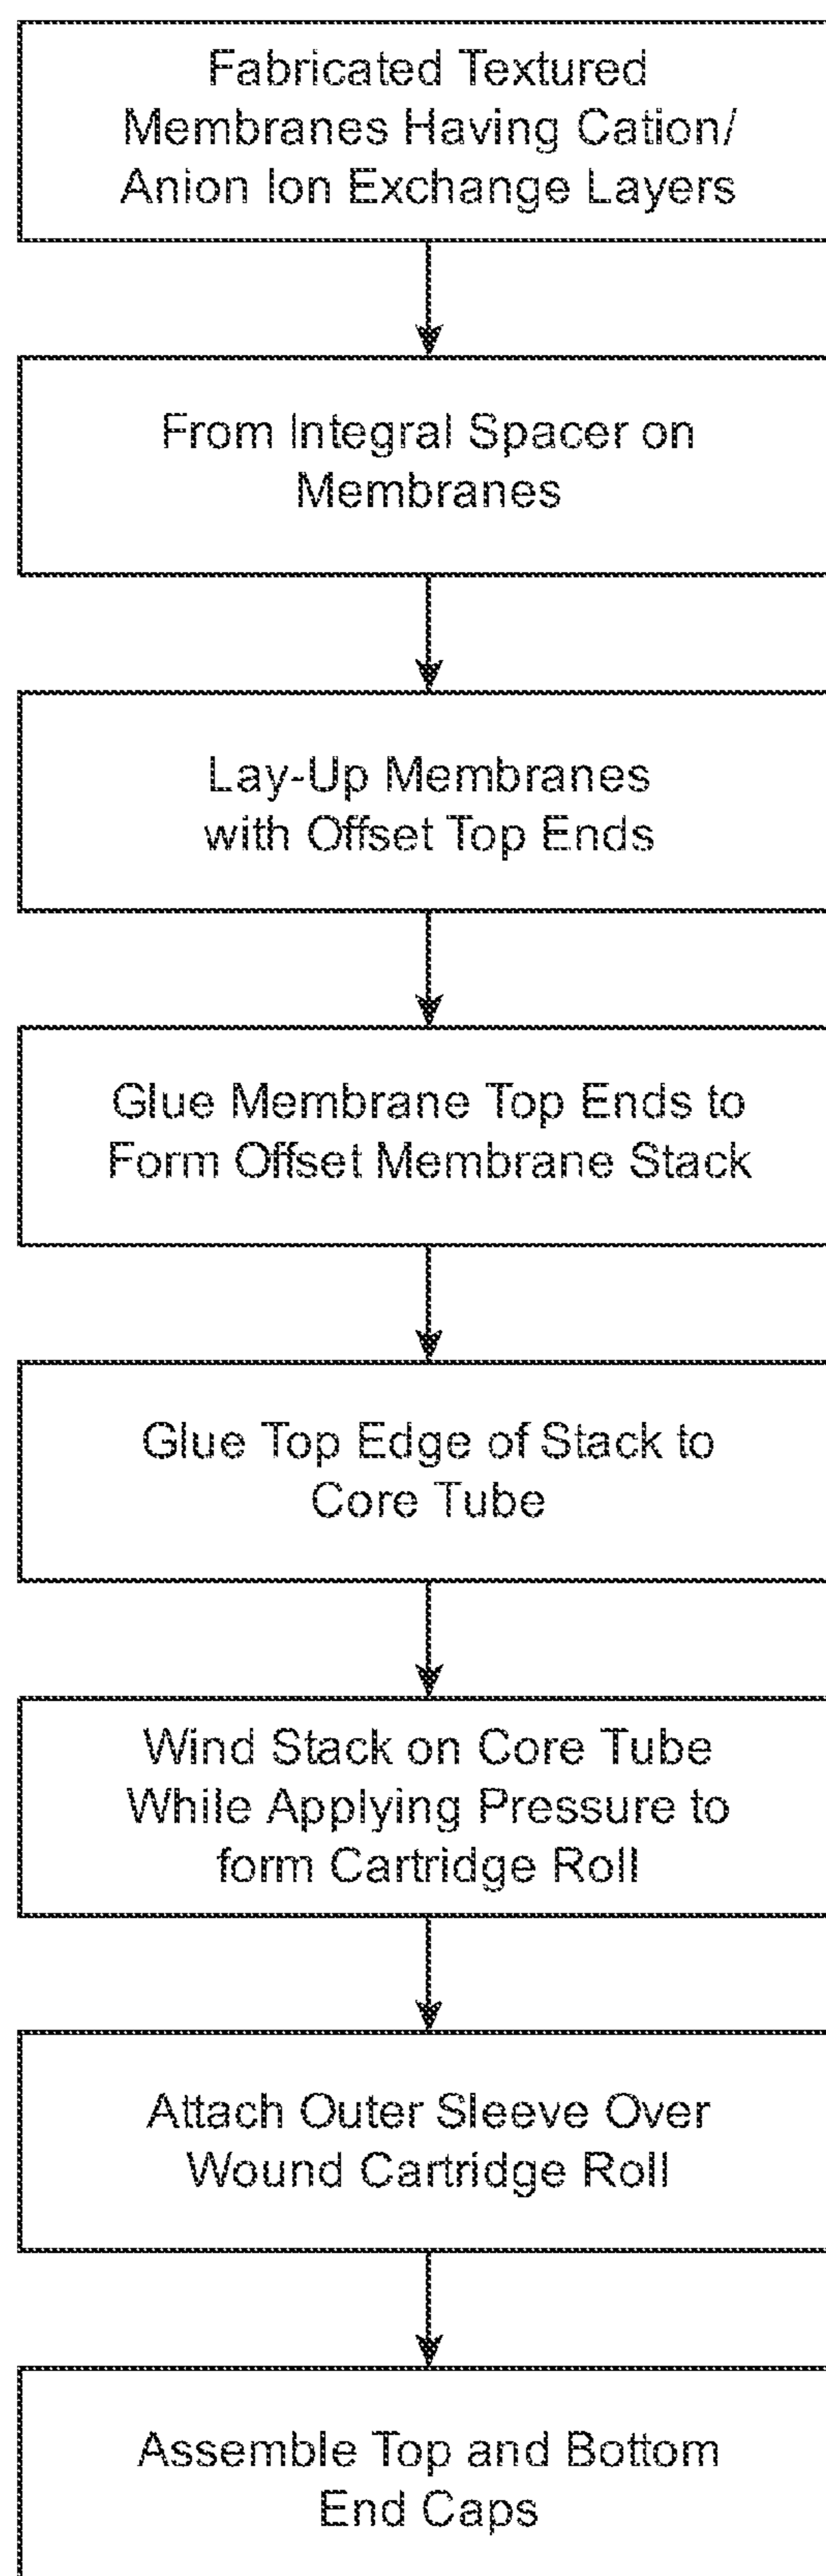 Fabricated Textured
Membranes Having Cation/
Anion Ion Exchange Layers
From Integral Spacer on
Membranes
Lay-Up Membranes
with Offset Top Ends
Glue Membrane Top Ends to
Form Offset Membrane Stack
Glue Top Edge of Stack to
Core Tube
Wind Stack on Core Tube
While Applying Pressure to
form Cartridge Roll
Attach Outer Sleeve Over
Wound Cartridge Roll
Assemble Top and Bottom
End Caps